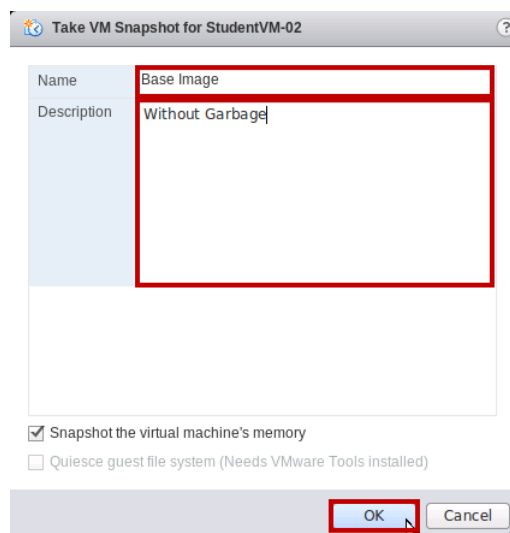 Take VM Snapshot for StudentVM-02 ?
Name Base Image
Description Without Garbage
Snapshot the virtual machine's memory
Quiesce guest file system (Needs VMware Tools installed)
OK Cancel